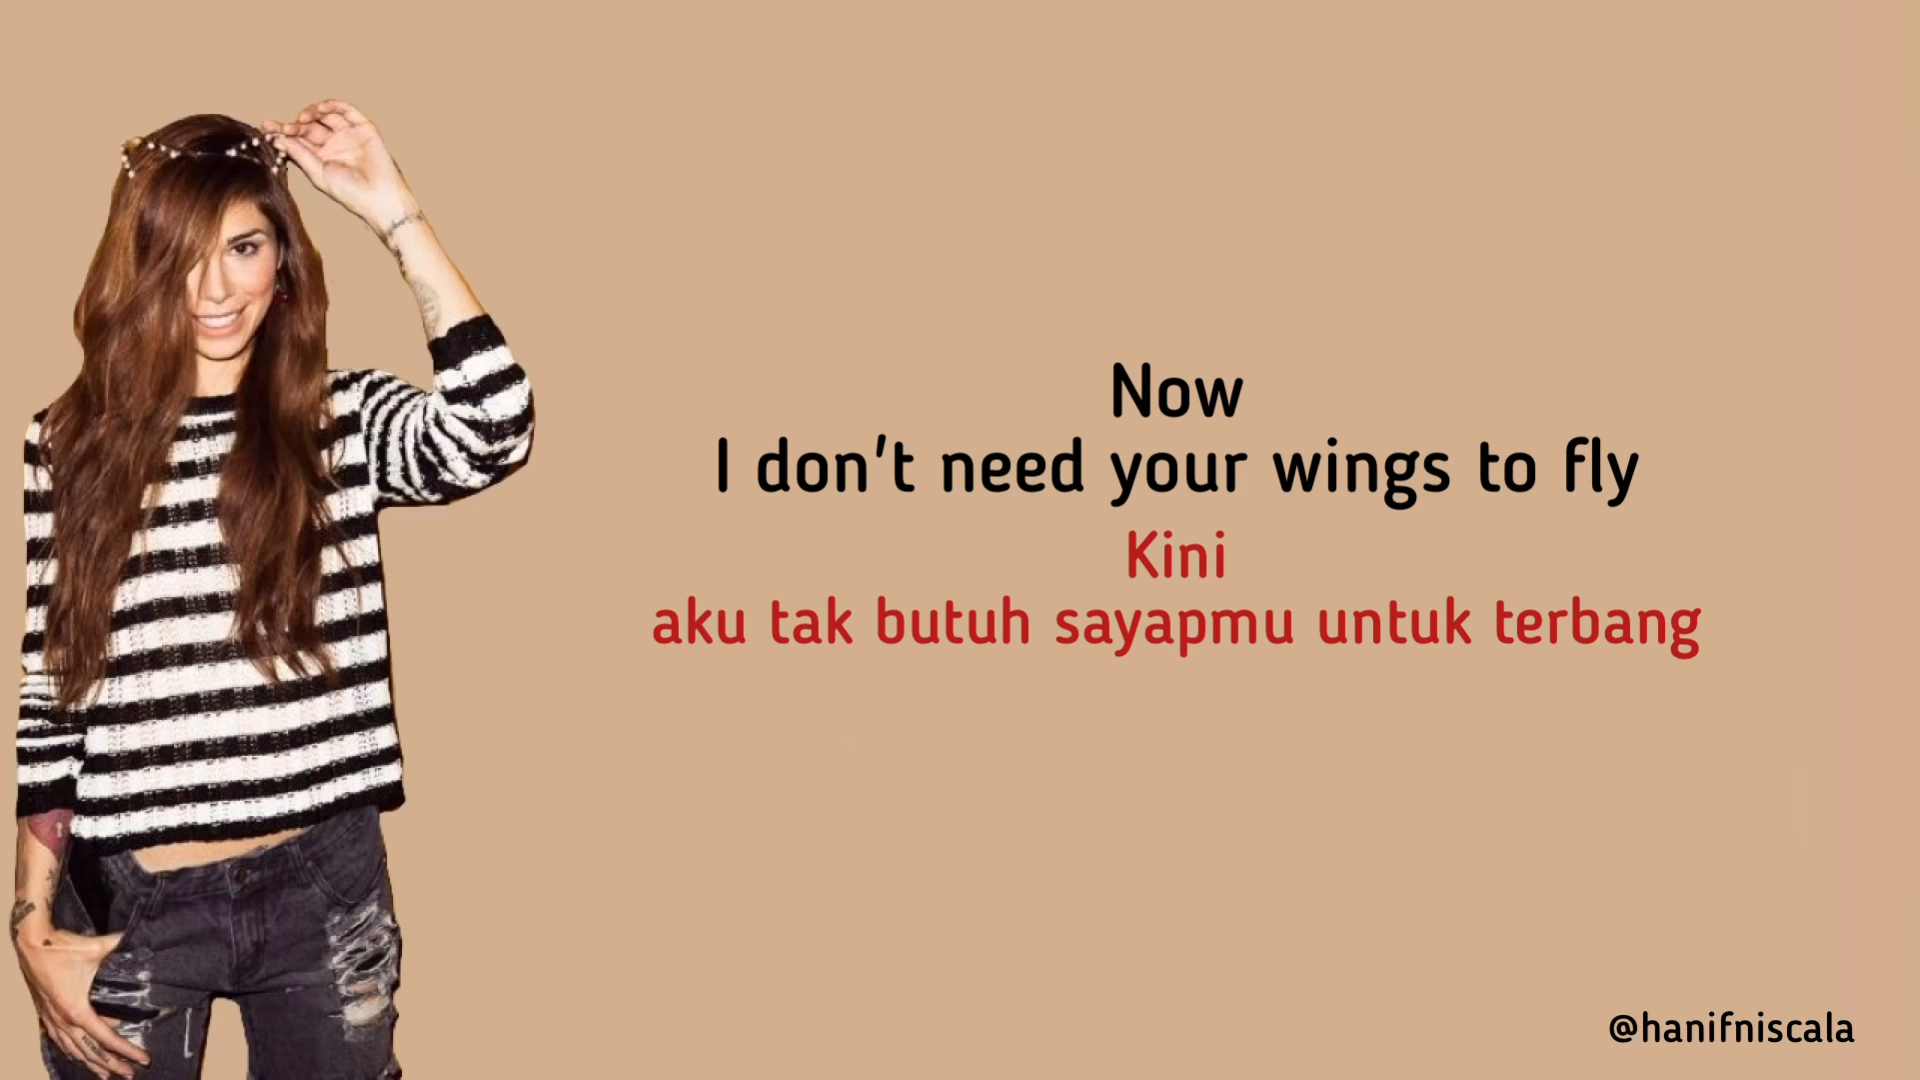 Now
I don't need your wings to fly
Kini
aku tak butuh sayapmu untuk terbang
@hanifniscala